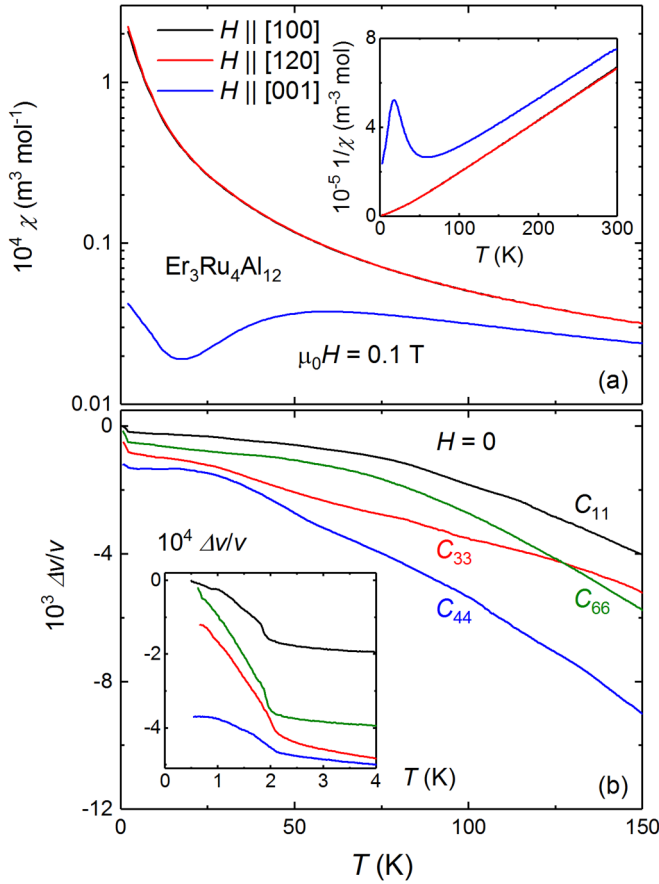 H || [100]
H || [120]
H || [001]
1
0.1
0.01
10⁴ χ (m³ mol⁻¹)
8
4
0
10⁻⁵ 1/χ (m⁻³ mol)
0 100 200 300
T (K)
Er₃Ru₄Al₁₂
μ₀H = 0.1 T
(a)
0
-4
-8
-12
10³ Δv/v
H = 0
C₁₁
C₃₃
C₆₆
C₄₄
10⁴ Δv/v
0
-2
-4
0 1 2 3 4
T (K)
(b)
0 50 100 150
T (K)